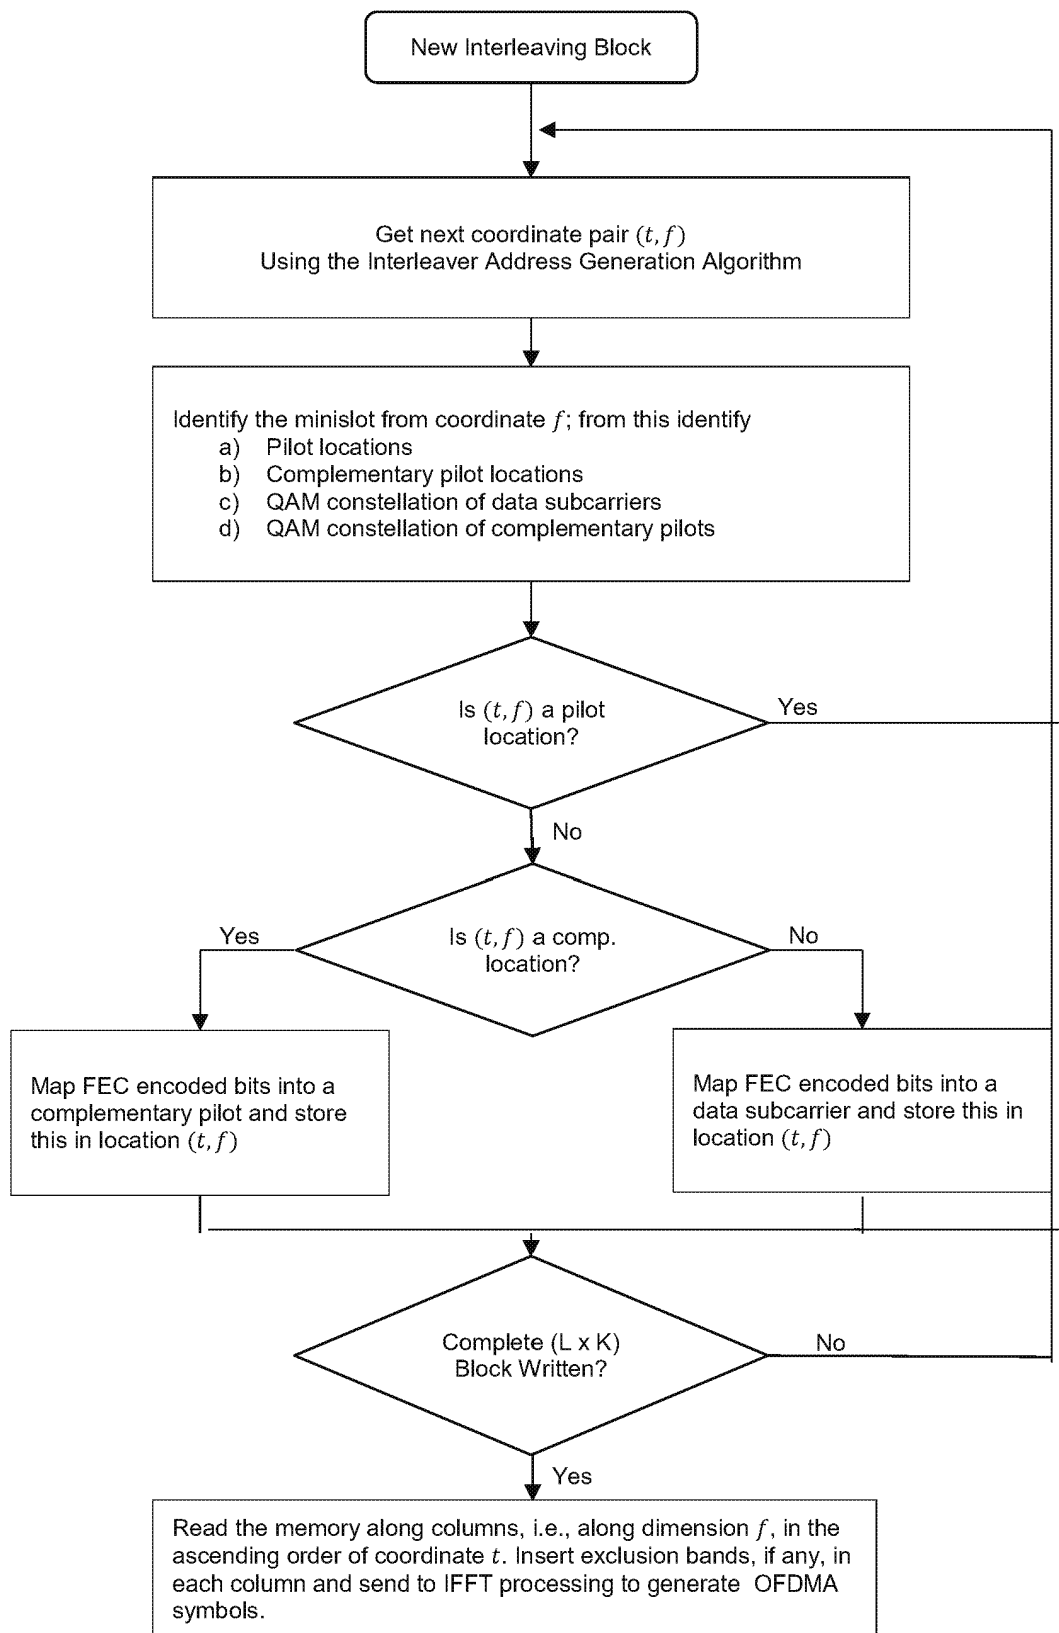 New Interleaving Block
Get next coordinate pair (t, f)
Using the Interleaver Address Generation Algorithm
Identify the minislot from coordinate f; from this identify
a) Pilot locations
b) Complementary pilot locations
c) QAM constellation of data subcarriers
d) QAM constellation of complementary pilots
Is (t, f) a pilot
location?
Yes
No
Is (t, f) a comp.
location?
Yes
No
Map FEC encoded bits into a
complementary pilot and store
this in location (t, f)
Map FEC encoded bits into a
data subcarrier and store this in
location (t, f)
Complete (L x K)
Block Written?
No
Yes
Read the memory along columns, i.e., along dimension f, in the
ascending order of coordinate t. Insert exclusion bands, if any, in
each column and send to IFFT processing to generate OFDMA
symbols.